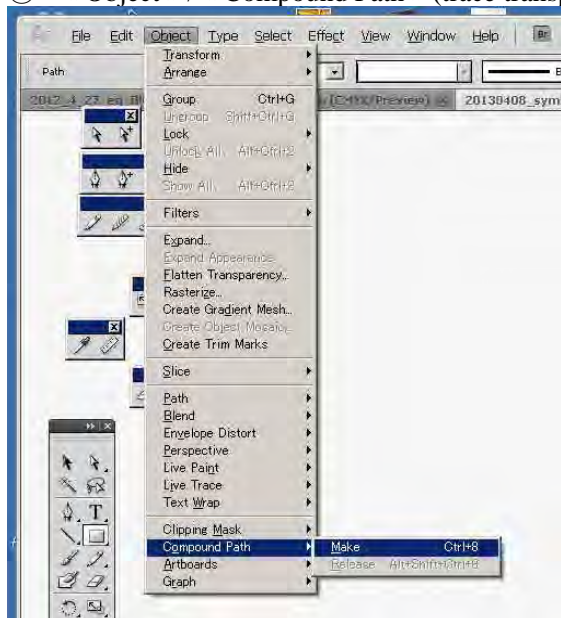 "Object" → "Compound Path" (trace transp
File Edit Object Type Select Effect View Window Help Br
Path
20130408_sym
Transform
Arrange
Group Ctrl+G
Ungroup Shift+Ctrl+G
Lock
Unlock All Alt+Ctrl+2
Hide
Show All Alt+Ctrl+3
Filters
Expand...
Expand Appearance
Flatten Transparency...
Rasterize...
Create Gradient Mesh...
Create Object Mosaic...
Create Trim Marks
Slice
Path
Blend
Envelope Distort
Perspective
Live Paint
Live Trace
Text Wrap
Clipping Mask
Compound Path
Make Ctrl+8
Artboards
Release Alt+Shift+Ctrl+8
Graph